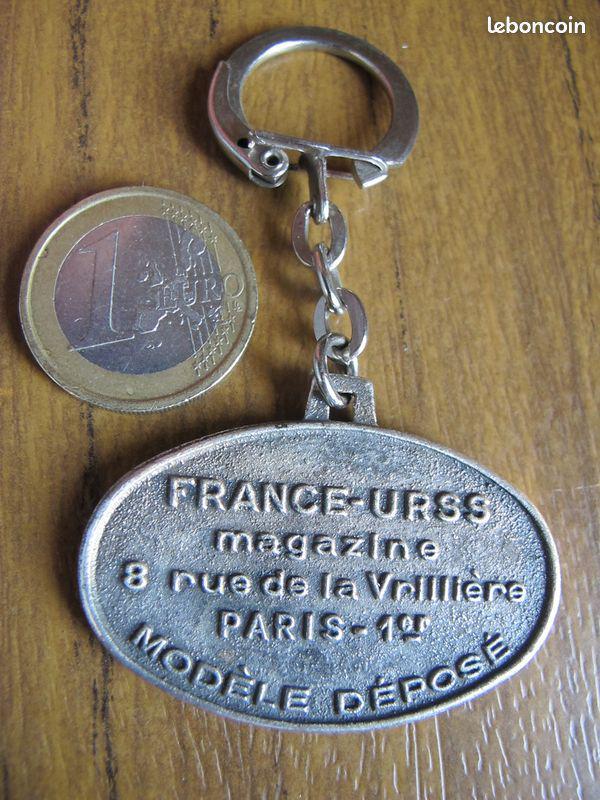 leboncoin
1 EURO
FRANCE-URSS
magazine
8 rue de la Vrillière
PARIS-1er
MODÈLE DÉPOSÉ